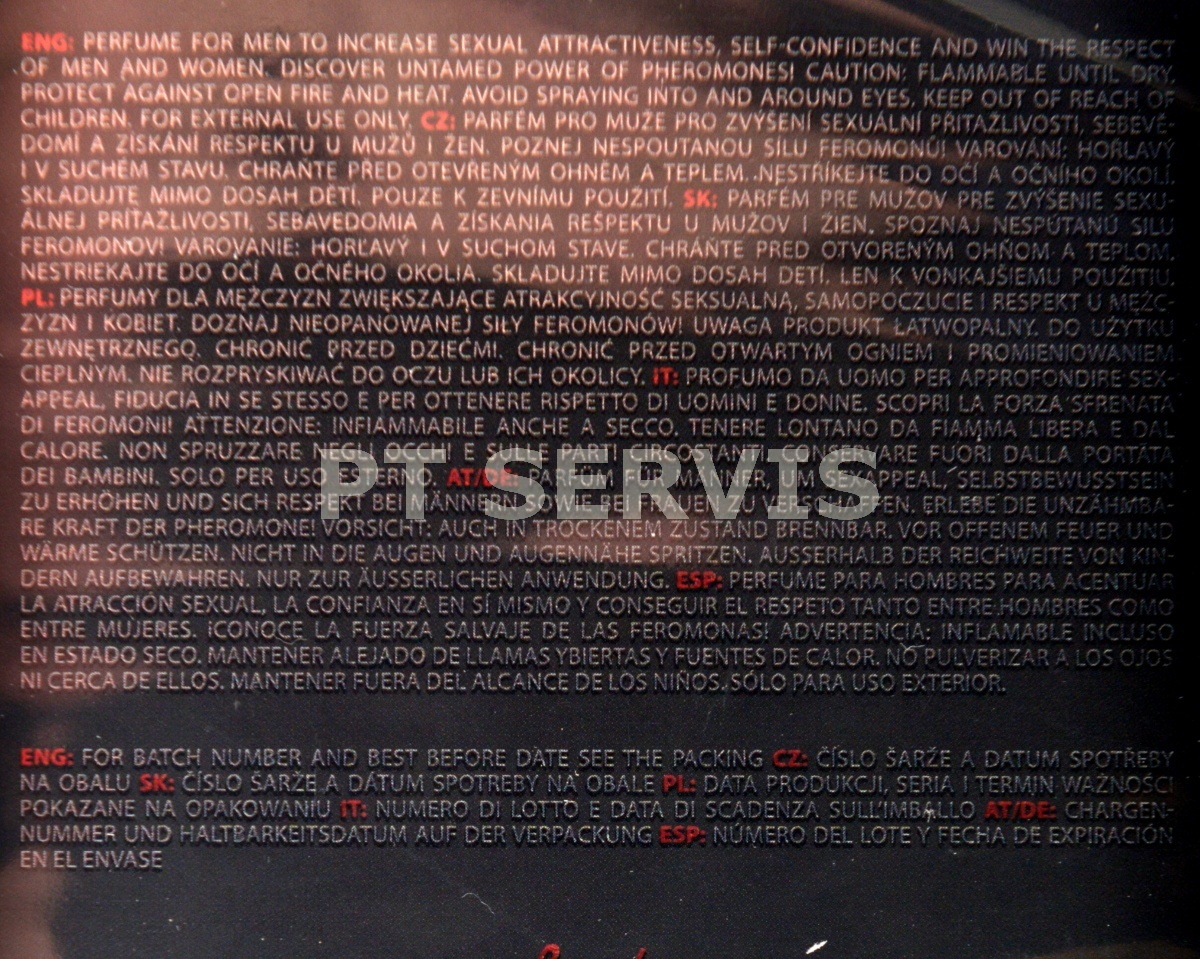 ENG: PERFUME FOR MEN TO INCREASE SEXUAL ATTRACTIVENESS, SELF-CONFIDENCE AND WIN THE RESPECT
OF MEN AND WOMEN. DISCOVER UNTAMED POWER OF PHEROMONES! CAUTION: FLAMMABLE UNTIL DRY.
PROTECT AGAINST OPEN FIRE AND HEAT. AVOID SPRAYING INTO AND AROUND EYES. KEEP OUT OF REACH OF
CHILDREN. FOR EXTERNAL USE ONLY. CZ: PARFÉM PRO MUŽE PRO ZVÝŠENÍ SEXUÁLNÍ PŘITAŽLIVOSTI, SEBEVĚ-
DOMÍ A ZÍSKÁNÍ RESPEKTU U MUŽŮ I ŽEN. POZNEJ NESPOUTANOU SÍLU FEROMONŮ! VAROVÁNÍ: HOŘLAVÝ
I V SUCHÉM STAVU. CHRAŇTE PŘED OTEVŘENÝM OHNĚM A TEPLEM. NESTŘÍKEJTE DO OČÍ A OČNÍHO OKOLÍ.
SKLADUJTE MIMO DOSAH DĚTÍ. POUZE K ZEVNÍMU POUŽITÍ. SK: PARFÉM PRE MUŽOV PRE ZVÝŠENIE SEXU-
ÁLNEJ PRÍŤAŽLIVOSTI, SEBAVEDOMIA A ZÍSKANIA REŠPEKTU U MUŽOV I ŽIEN. SPOZNAJ NESPÚTANÚ SILU
FEROMÓNOV! VAROVANIE: HORĽAVÝ I V SUCHOM STAVE. CHRÁŇTE PRED OTVORENÝM OHŇOM A TEPLOM.
NESTRIEKAJTE DO OČÍ A OČNÉHO OKOLIA. SKLADUJTE MIMO DOSAH DETÍ. LEN K VONKAJŠIEMU POUŽITIU.
PL: PERFUMY DLA MĘŻCZYZN ZWIĘKSZAJĄCE ATRAKCYJNOŚĆ SEKSUALNĄ, SAMOPOCZUCIE I RESPEKT U MĘŻC-
ZYZN I KOBIET. DOZNAJ NIEOPANOWANEJ SIŁY FEROMONÓW! UWAGA PRODUKT ŁATWOPALNY. DO UŻYTKU
ZEWNĘTRZNEGO. CHRONIĆ PRZED DZIEĆMI. CHRONIĆ PRZED OTWARTYM OGNIEM I PROMIENIOWANIEM
CIEPLNYM. NIE ROZPRYSKIWAĆ DO OCZU LUB ICH OKOLICY. IT: PROFUMO DA UOMO PER APPROFONDIRE SEX-
APPEAL, FIDUCIA IN SE STESSO E PER OTTENERE RISPETTO DI UOMINI E DONNE. SCOPRI LA FORZA SFRENATA
DI FEROMONI! ATTENZIONE: INFIAMMABILE ANCHE A SECCO. TENERE LONTANO DA FIAMMA LIBERA E DAL
CALORE. NON SPRUZZARE NEGLI OCCHI E SULLE PARTI CIRCOSTANTI. CONSERVARE FUORI DALLA PORTATA
DEI BAMBINI. SOLO PER USO ESTERNO. AT/DE: PARFUM FÜR MÄNNER, UM SEXAPPEAL, SELBSTBEWUSSTSEIN
PT SERVIS
ZU ERHÖHEN UND SICH RESPEKT BEI MÄNNERN SOWIE BEI FRAUEN ZU VERSCHAFFEN. ERLEBE DIE UNZÄHMBA-
RE KRAFT DER PHEROMONE! VORSICHT: AUCH IN TROCKENEM ZUSTAND BRENNBAR. VOR OFFENEM FEUER UND
WÄRME SCHÜTZEN. NICHT IN DIE AUGEN UND AUGENNÄHE SPRITZEN. AUSSERHALB DER REICHWEITE VON KIN-
DERN AUFBEWAHREN. NUR ZUR ÄUSSERLICHEN ANWENDUNG. ESP: PERFUME PARA HOMBRES PARA ACENTUAR
LA ATRACCIÓN SEXUAL, LA CONFIANZA EN SÍ MISMO Y CONSEGUIR EL RESPETO TANTO ENTRE HOMBRES COMO
ENTRE MUJERES. ¡CONOCE LA FUERZA SALVAJE DE LAS FEROMONAS! ADVERTENCIA: INFLAMABLE INCLUSO
EN ESTADO SECO. MANTENER ALEJADO DE LLAMAS YBIERTAS Y FUENTES DE CALOR. NO PULVERIZAR A LOS OJOS
NI CERCA DE ELLOS. MANTENER FUERA DEL ALCANCE DE LOS NIÑOS. SÓLO PARA USO EXTERIOR.
ENG: FOR BATCH NUMBER AND BEST BEFORE DATE SEE THE PACKING CZ: ČÍSLO ŠARŽE A DATUM SPOTŘEBY
NA OBALU SK: ČÍSLO ŠARŽE A DÁTUM SPOTREBY NA OBALE PL: DATA PRODUKCJI, SERIA I TERMIN WAŻNOŚCI
POKAZANE NA OPAKOWANIU IT: NUMERO DI LOTTO E DATA DI SCADENZA SULL'IMBALLO AT/DE: CHARGEN-
NUMMER UND HALTBARKEITSDATUM AUF DER VERPACKUNG ESP: NÚMERO DEL LOTE Y FECHA DE EXPIRACIÓN
EN EL ENVASE